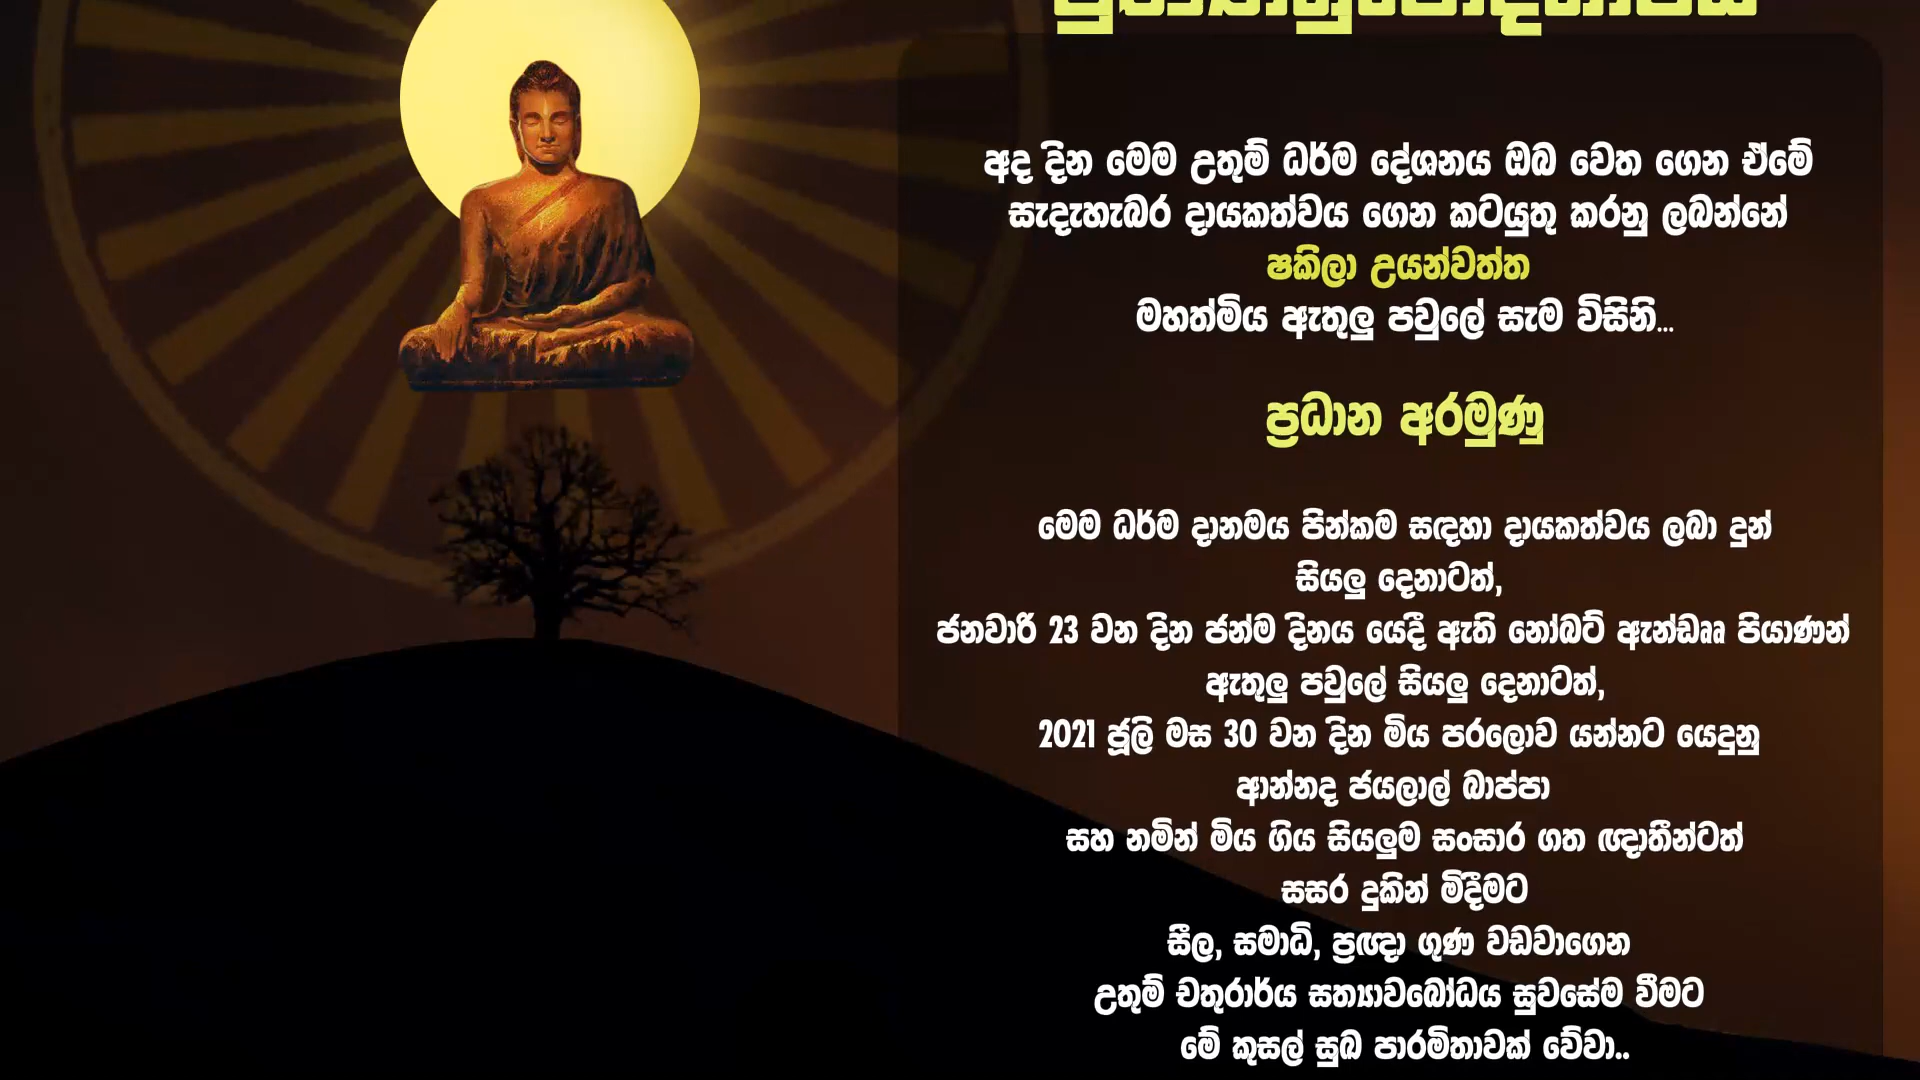 අද දින මෙම උතුම් ධර්ම දේශනය ඔබ වෙත ගෙන ඒමේ
සැදැහැබර දායකත්වය ගෙන කටයුතු කරනු ලබන්නේ
ෂකිලා උයන්වත්ත
මහත්මිය ඇතුලු පවුලේ සැම විසිනි...
ප්‍රධාන අරමුණු
මෙම ධර්ම දානමය පින්කම සඳහා දායකත්වය ලබා දුන්
සියලු දෙනාටත්,
ජනවාරි 23 වන දින ජන්ම දිනය යෙදී ඇති නෝබට් ඇන්ඩෲ පියාණන්
ඇතුලු පවුලේ සියලු දෙනාටත්,
2021 ජූලි මස 30 වන දින මිය පරලොව යන්නට යෙදුනු
ආන්නද ජයලාල් බාප්පා
සහ නමින් මිය ගිය සියලුම සංසාර ගත ඥාතීන්ටත්
සසර දුකින් මිදීමට
සීල, සමාධි, ප්‍රඥා ගුණ වඩවාගෙන
උතුම් චතුරාර්ය සත්‍යාවබෝධය සුවසේම වීමට
මේ කුසල් සුඛ පාරමිතාවක් වේවා..